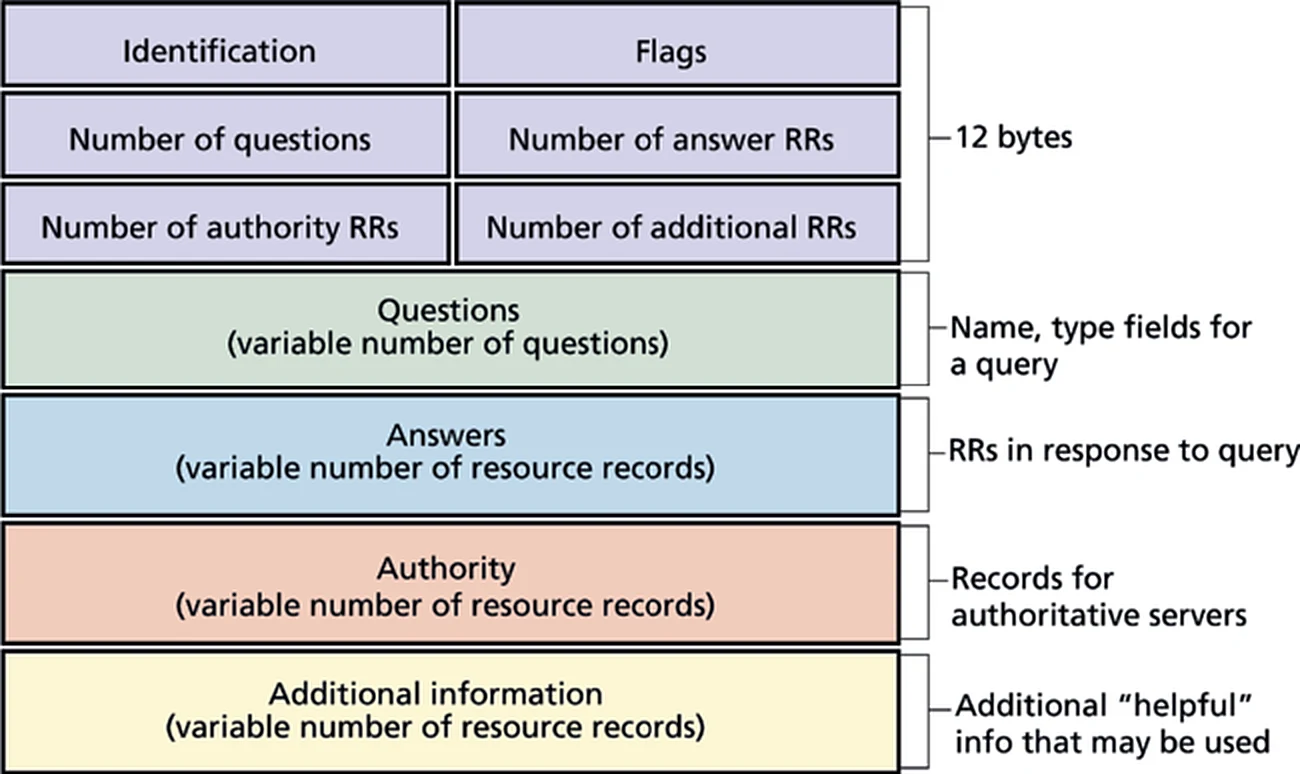 Identification
Flags
Number of questions
Number of answer RRs
12 bytes
Number of authority RRs
Number of additional RRs
Questions
(variable number of questions)
Name, type fields for
a query
Answers
(variable number of resource records)
RRs in response to query
Authority
(variable number of resource records)
Records for
authoritative servers
Additional information
(variable number of resource records)
Additional “helpful”
info that may be used